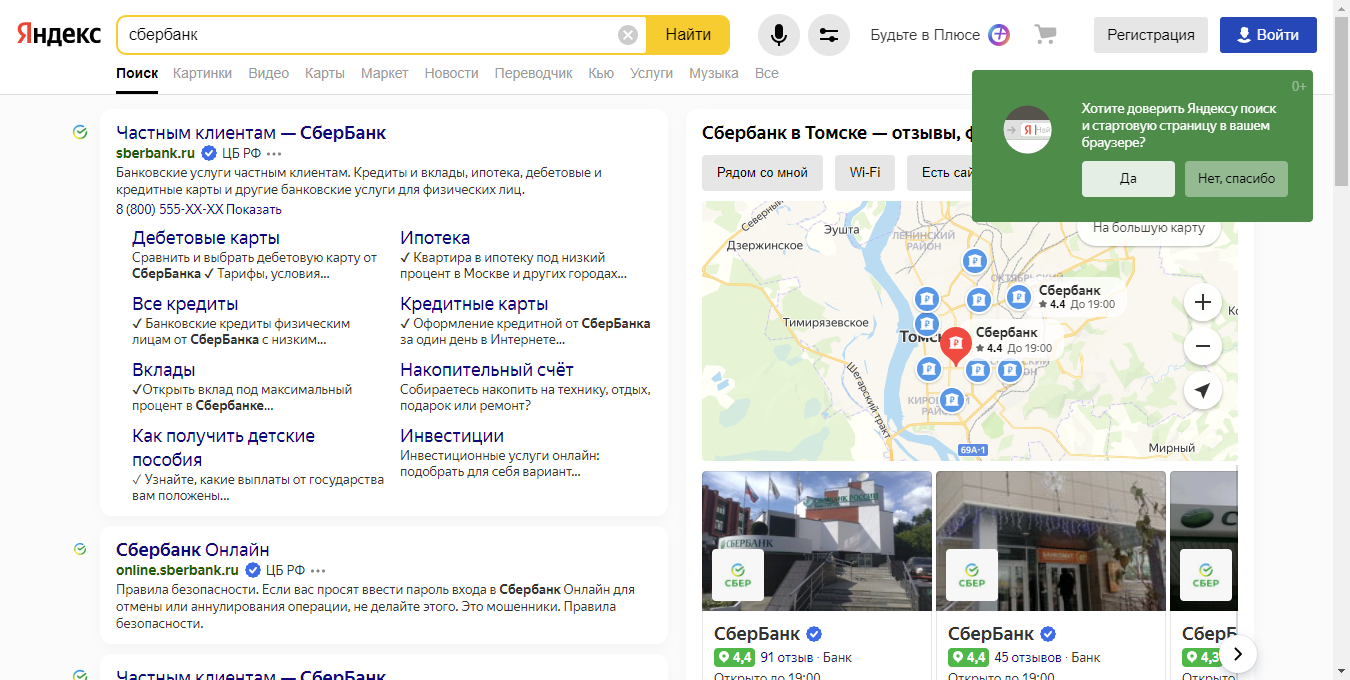 Яндекс
сбербанк
Найти
Будьте в Плюсе
Регистрация
Войти
Поиск Картинки Видео Карты Маркет Новости Переводчик Кью Услуги Музыка Все
0+
Хотите доверить Яндексу поиск
и стартовую страницу в вашем
браузере?
Да
Нет, спасибо
Частным клиентам — СберБанк
sberbank.ru ЦБ РФ
Банковские услуги частным клиентам. Кредиты и вклады, ипотека, дебетовые и
кредитные карты и другие банковские услуги для физических лиц.
8 (800) 555-XX-XX Показать
Дебетовые карты
Сравнить и выбрать дебетовую карту от
СберБанка ✓ Тарифы, условия...
Ипотека
✓ Квартира в ипотеку под низкий
процент в Москве и других городах...
Все кредиты
✓ Банковские кредиты физическим
лицам от СберБанка с низким...
Кредитные карты
✓ Оформление кредитной от СберБанка
за один день в Интернете...
Вклады
✓Открыть вклад под максимальный
процент в Сбербанке...
Накопительный счёт
Собираетесь накопить на технику, отдых,
подарок или ремонт?
Как получить детские
пособия
✓ Узнайте, какие выплаты от государства
вам положены...
Инвестиции
Инвестиционные услуги онлайн:
подобрать для себя вариант...
Сбербанк Онлайн
online.sberbank.ru ЦБ РФ
Правила безопасности. Если вас просят ввести пароль входа в Сбербанк Онлайн для
отмены или аннулирования операции, не делайте этого. Это мошенники. Правила
безопасности.
Частным клиентам — СберБанк
Сбербанк в Томске — отзывы, ф
Рядом со мной
Wi-Fi
Есть сай
На большую карту
Эушта
Дзержинское
ЛЕНИНСКИЙ
РАЙОН
Сбербанк
4.4 До 19:00
Тимирязевское
Сбербанк
4.4 До 19:00
Шегарский тракт
69А-1
Мирный
СБЕРБАНК РОССИИ
СБЕРБАНК
БАНКОМАТ
СБЕР
СБЕР
СБЕР
СберБанк
4,4 91 отзыв · Банк
Открыто до 19:00
СберБанк
4,4 45 отзывов · Банк
Открыто до 19:00
СберБ
4,3
Открыто